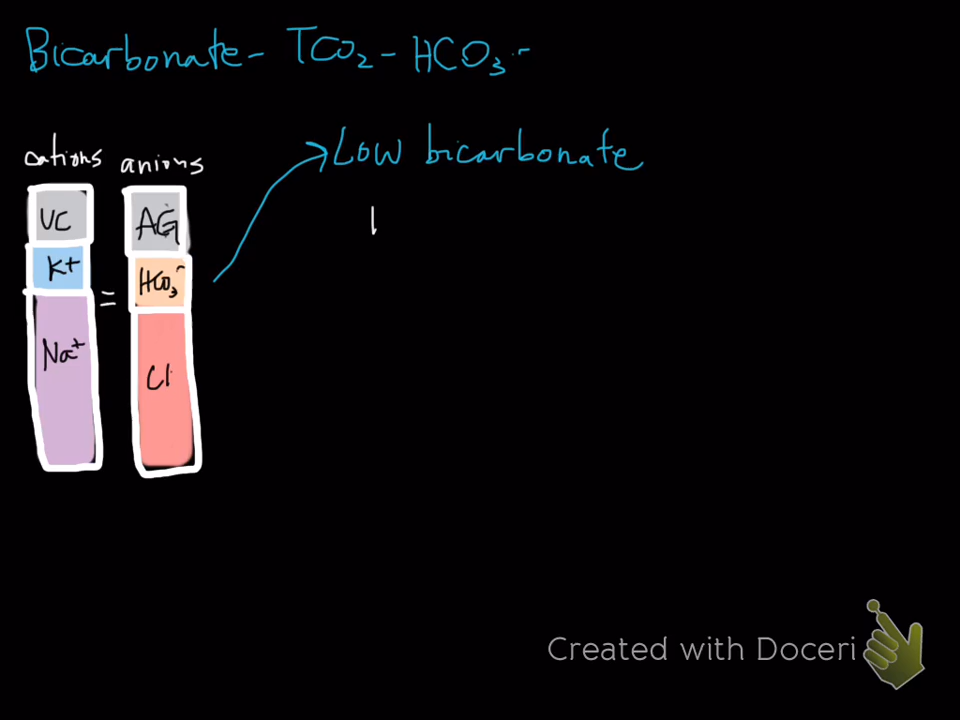 Bicarbonate - TCO2 - HCO3-
Low bicarbonate
cations anions
UC AG
K+ HCO3-
=
Na+ Cl
Created with Doceri